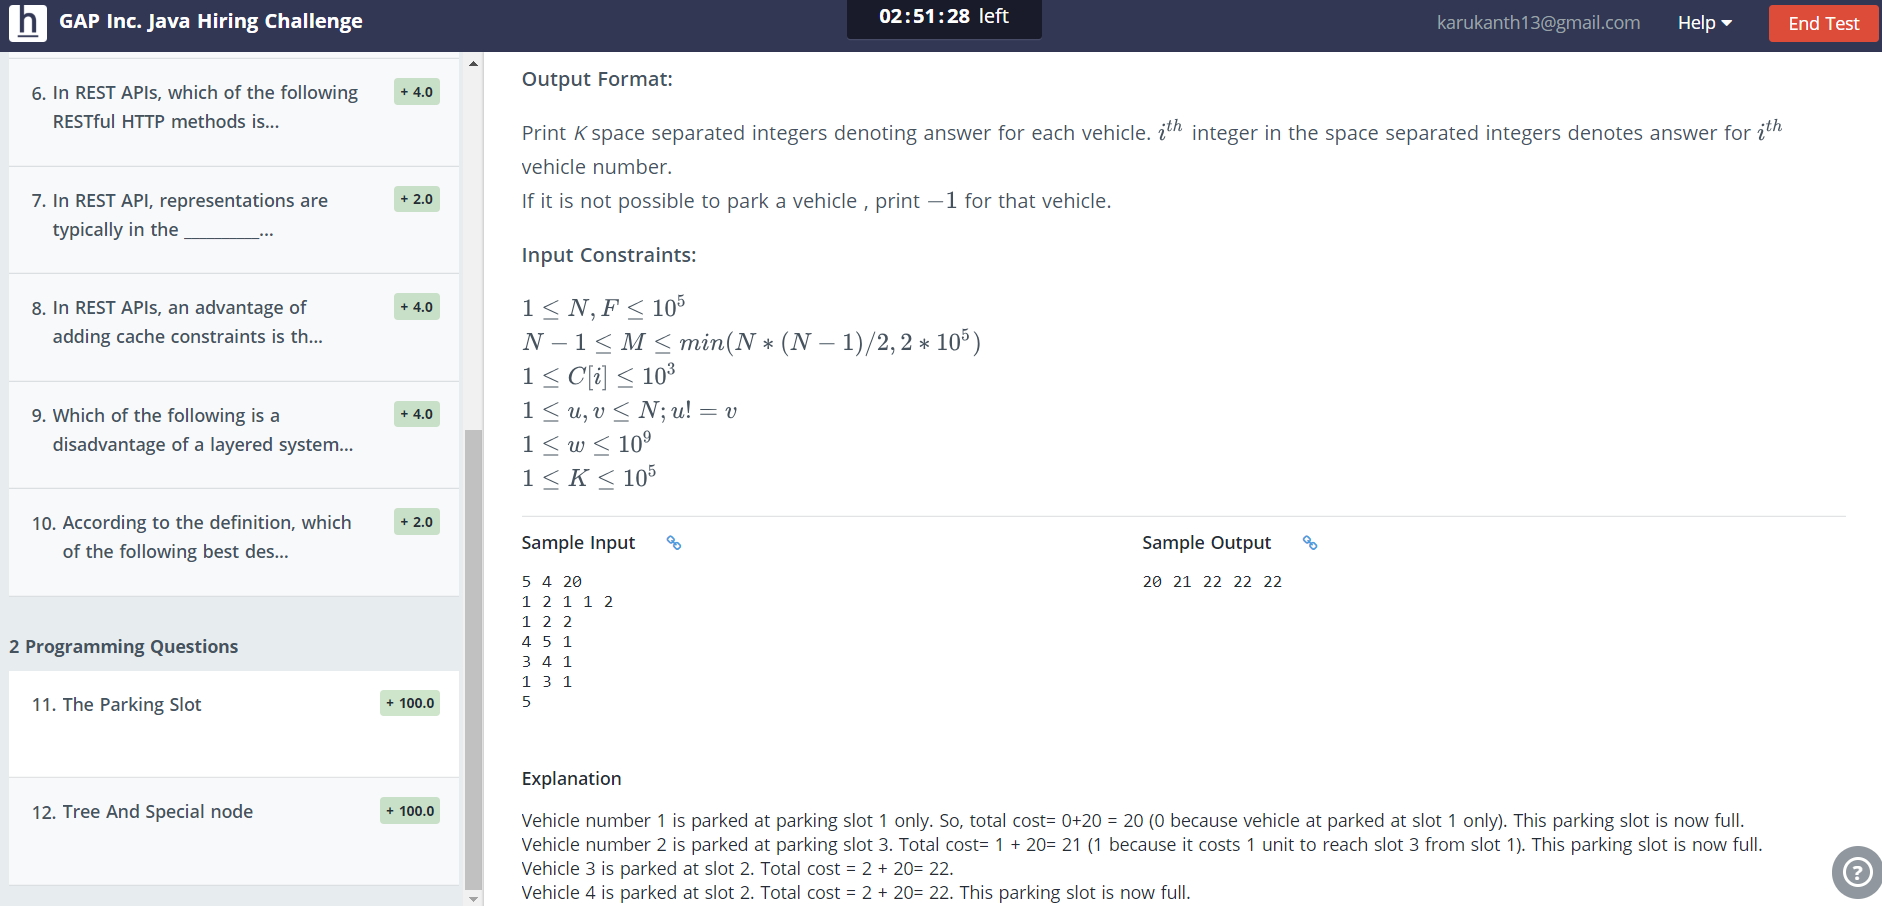 h GAP Inc. Java Hiring Challenge
02:51:28 left
karukanth13@gmail.com
Help
End Test
6. In REST APIs, which of the following
RESTful HTTP methods is...
+ 4.0
7. In REST API, representations are
typically in the _________...
+ 2.0
8. In REST APIs, an advantage of
adding cache constraints is th...
+ 4.0
9. Which of the following is a
disadvantage of a layered system...
+ 4.0
10. According to the definition, which
of the following best des...
+ 2.0
2 Programming Questions
11. The Parking Slot
+ 100.0
12. Tree And Special node
+ 100.0
Output Format:
Print K space separated integers denoting answer for each vehicle. i^th integer in the space separated integers denotes answer for i^th
vehicle number.
If it is not possible to park a vehicle , print −1 for that vehicle.
Input Constraints:
1 ≤ N, F ≤ 10^5
N − 1 ≤ M ≤ min(N ∗ (N − 1)/2, 2 ∗ 10^5)
1 ≤ C[i] ≤ 10^3
1 ≤ u, v ≤ N; u! = v
1 ≤ w ≤ 10^9
1 ≤ K ≤ 10^5
Sample Input
5 4 20
1 2 1 1 2
1 2 2
4 5 1
3 4 1
1 3 1
5
Sample Output
20 21 22 22 22
Explanation
Vehicle number 1 is parked at parking slot 1 only. So, total cost= 0+20 = 20 (0 because vehicle at parked at slot 1 only). This parking slot is now full.
Vehicle number 2 is parked at parking slot 3. Total cost= 1 + 20= 21 (1 because it costs 1 unit to reach slot 3 from slot 1). This parking slot is now full.
Vehicle 3 is parked at slot 2. Total cost = 2 + 20= 22.
Vehicle 4 is parked at slot 2. Total cost = 2 + 20= 22. This parking slot is now full.
?